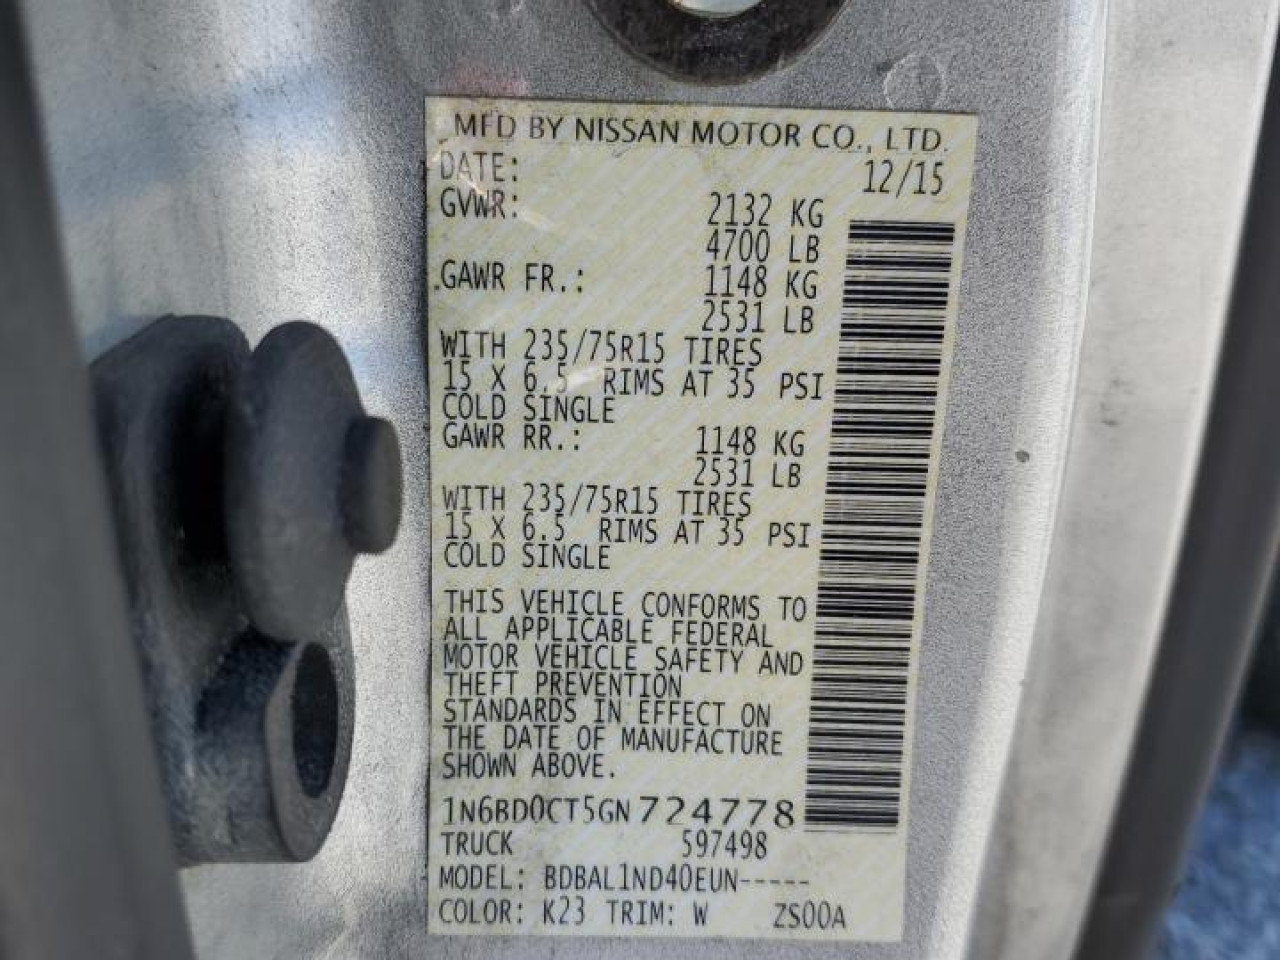 MFD BY NISSAN MOTOR CO., LTD.
DATE: 12/15
GVWR: 2132 KG
4700 LB
GAWR FR.: 1148 KG
2531 LB
WITH 235/75R15 TIRES
15 X 6.5 RIMS AT 35 PSI
COLD SINGLE
GAWR RR.: 1148 KG
2531 LB
WITH 235/75R15 TIRES
15 X 6.5 RIMS AT 35 PSI
COLD SINGLE
THIS VEHICLE CONFORMS TO
ALL APPLICABLE FEDERAL
MOTOR VEHICLE SAFETY AND
THEFT PREVENTION
STANDARDS IN EFFECT ON
THE DATE OF MANUFACTURE
SHOWN ABOVE.
1N6BD0CT5GN724778
TRUCK 597498
MODEL: BDBAL1ND40EUN-----
COLOR: K23 TRIM: W ZS00A